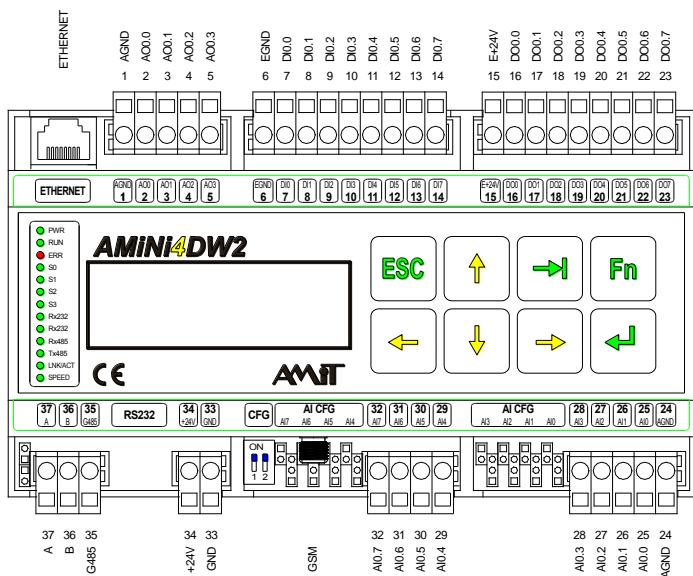 ETHERNET AGND AO0.0 AO0.1 AO0.2 AO0.3 EGND DI0.0 DI0.1 DI0.2 DI0.3 DI0.4 DI0.5 DI0.6 DI0.7 E+24V DO0.0 DO0.1 DO0.2 DO0.3 DO0.4 DO0.5 DO0.6 DO0.7
1 2 3 4 5 6 7 8 9 10 11 12 13 14 15 16 17 18 19 20 21 22 23
ETHERNET AGND AO0 AO1 AO2 AO3 EGND DI0 DI1 DI2 DI3 DI4 DI5 DI6 DI7 E+24V DO0 DO1 DO2 DO3 DO4 DO5 DO6 DO7
1 2 3 4 5 6 7 8 9 10 11 12 13 14 15 16 17 18 19 20 21 22 23
PWR
RUN
ERR
S0
S1
S2
S3
Rx232
Rx232
Rx485
Tx485
LNK/ACT
SPEED
AMiNi4DW2
CE
AMiT
ESC
Fn
37 36 35 RS232 34 33 CFG AI CFG 32 31 30 29 AI CFG 28 27 26 25 24
A B G485 +24V GND AI7 AI6 AI5 AI4 AI7 AI6 AI5 AI4 AI3 AI2 AI1 AI0 AI3 AI2 AI1 AI0 AGND
ON
1 2
37 36 35 34 33 32 31 30 29 28 27 26 25 24
A B G485 +24V GND GSM AI0.7 AI0.6 AI0.5 AI0.4 AI0.3 AI0.2 AI0.1 AI0.0 AGND